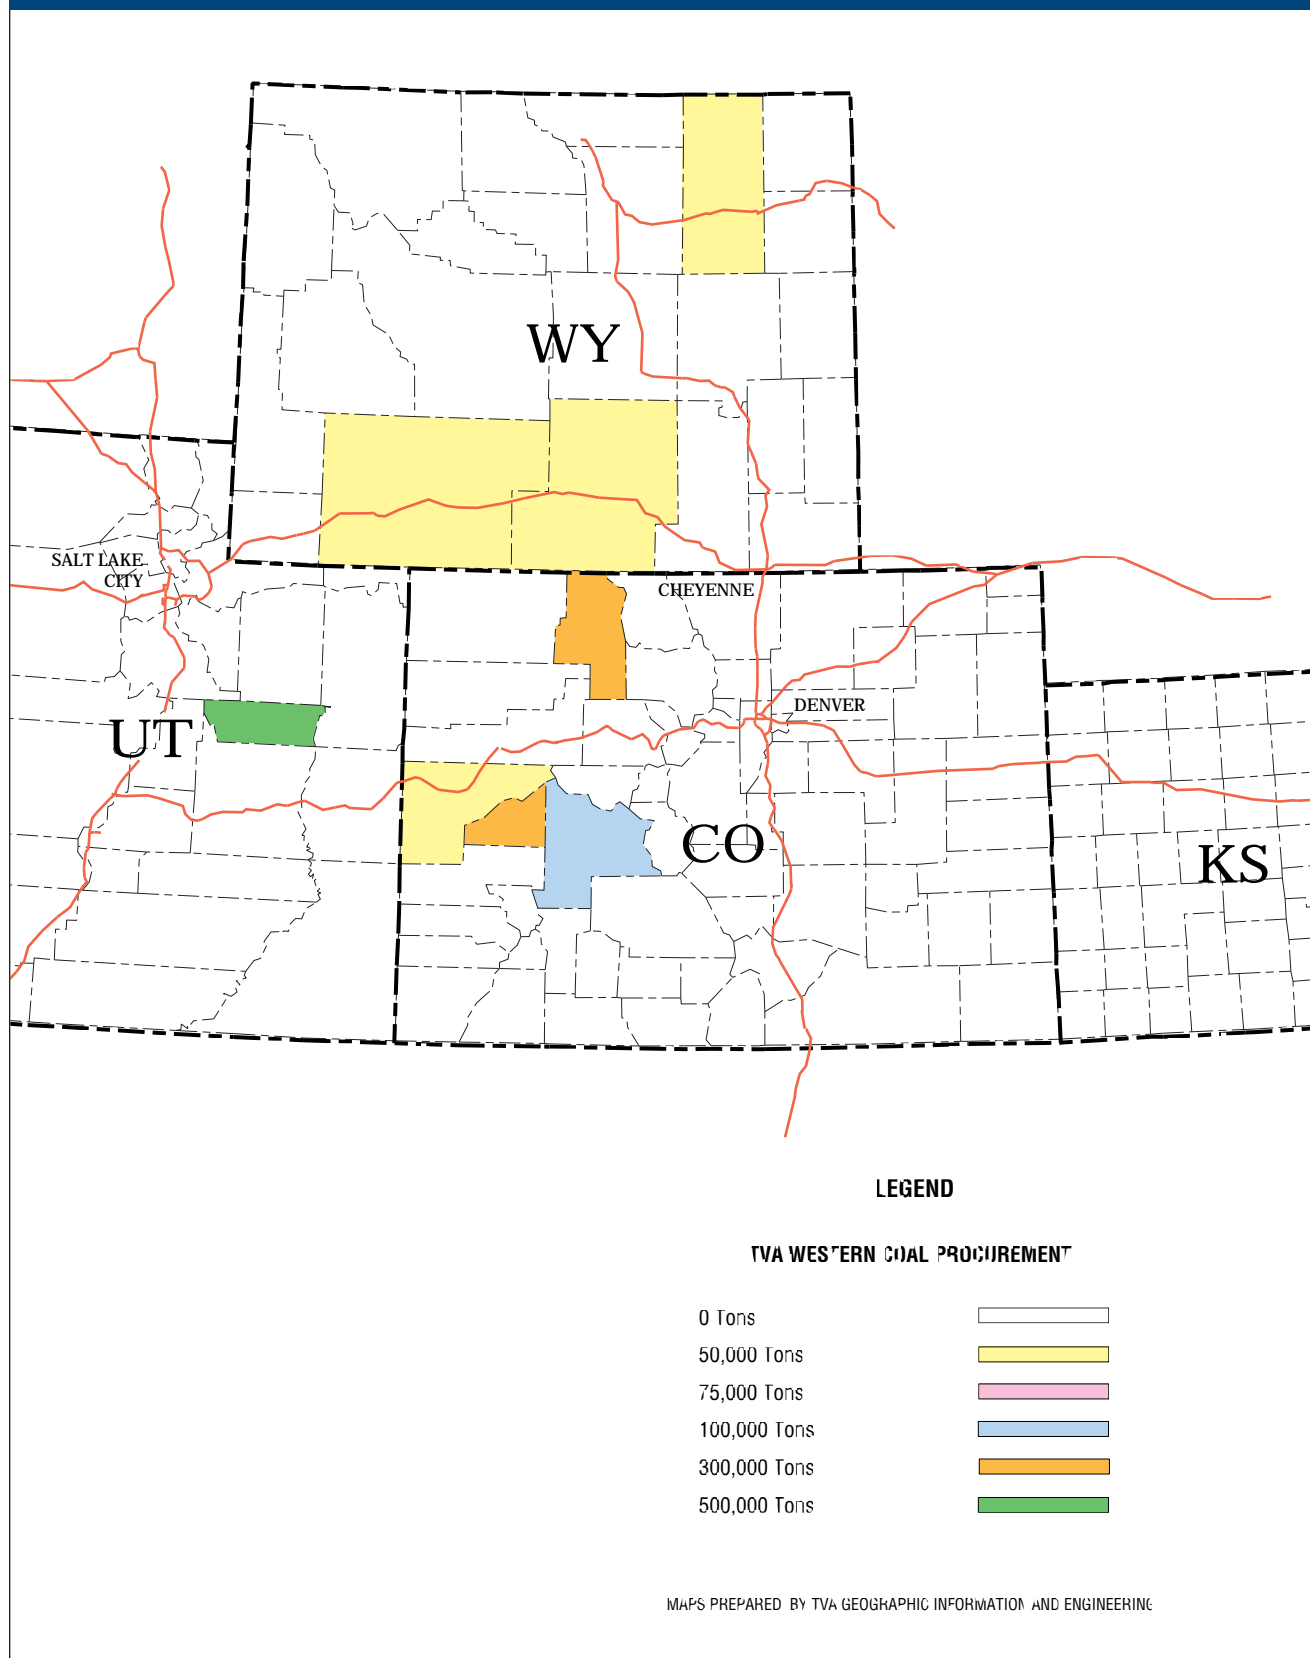 WY
SALT LAKE
CITY
CHEYENNE
DENVER
UT
CO
KS
LEGEND
TVA WESTERN COAL PROCUREMENT
0 Tons
50,000 Tons
75,000 Tons
100,000 Tons
300,000 Tons
500,000 Tons
MAPS PREPARED BY TVA GEOGRAPHIC INFORMATION AND ENGINEERING